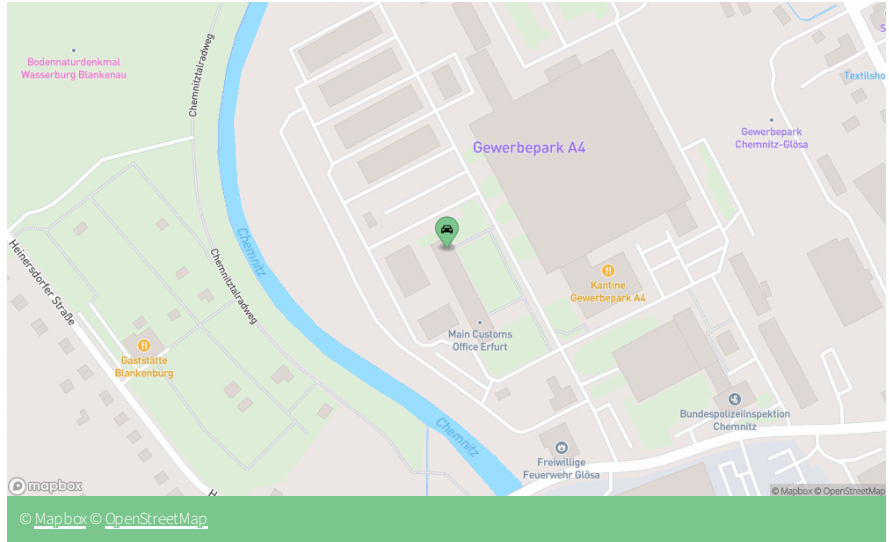 Bodennaturdenkmal
Wasserburg Blankenau
Chemnitztalradweg
Gewerbepark A4
Textilsho
Gewerbepark
Chemnitz-Glösa
S
Heinersdorfer Straße
Chemnitz
Chemnitztalradweg
Kantine
Gewerbepark A4
Main Customs
Office Erfurt
Gaststätte
Blankenburg
Chemnitz
Bundespolizeiinspektion
Chemnitz
Freiwillige
Feuerwehr Glösa
H
mapbox
© Mapbox © OpenStreetMap
© Mapbox © OpenStreetMap